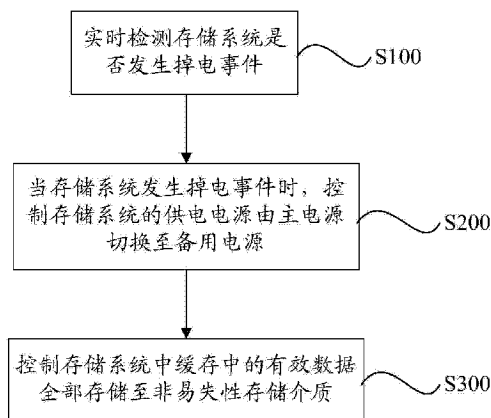 实时检测存储系统是
否发生掉电事件
S100
当存储系统发生掉电事件时，控
制存储系统的供电电源由主电源
切换至备用电源
S200
控制存储系统中缓存中的有效数据
全部存储至非易失性存储介质
S300